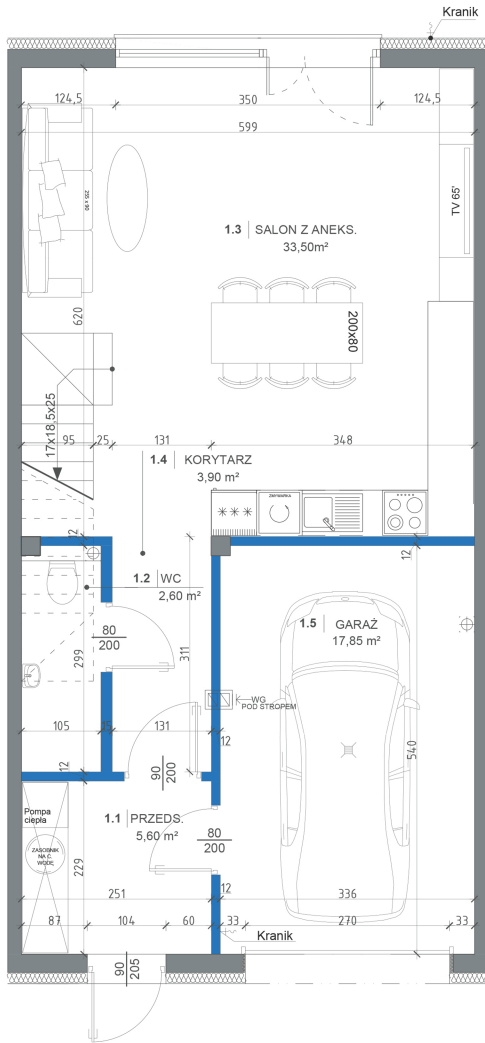 Kranik
124,5
350
124,5
599
255 x 90
TV 65'
1.3 SALON Z ANEKS.
33,50m²
620
200x80
17x18,5x25
95
25
131
348
1.4 KORYTARZ
3,90 m²
ZMYWARKA
12
12
1.2 WC
2,60 m²
1.5 GARAŻ
17,85 m²
80
200
299
311
WG
POD STROPEM
105
15
131
12
540
12
90
200
1.1 PRZEDS.
5,60 m²
Pompa
ciepła
80
200
ZASOBNIK
NA C.
WODĘ
229
12
251
336
87
104
60
33
270
33
Kranik
90
205